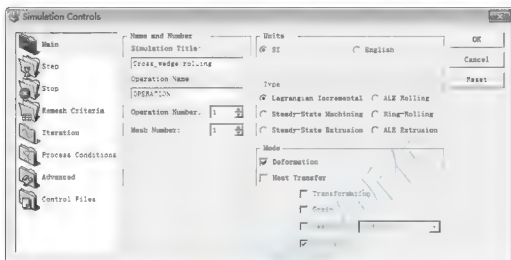 Simulation Controls
Main
Step
Stop
Remesh Criteria
Iteration
Process Conditions
Advanced
Control Files
Name and Number
Simulation Title:
Cross_wedge rolling
Operation Name
OPERATION
Operation Number. 1
Mesh Number: 1
Units
SI
English
Type
Lagrangian Incremental
ALE Rolling
Steady-State Machining
Ring-Rolling
Steady-State Extrusion
ALE Extrusion
Mode
Deformation
Heat Transfer
Transformation
Grain
OK
Cancel
Reset